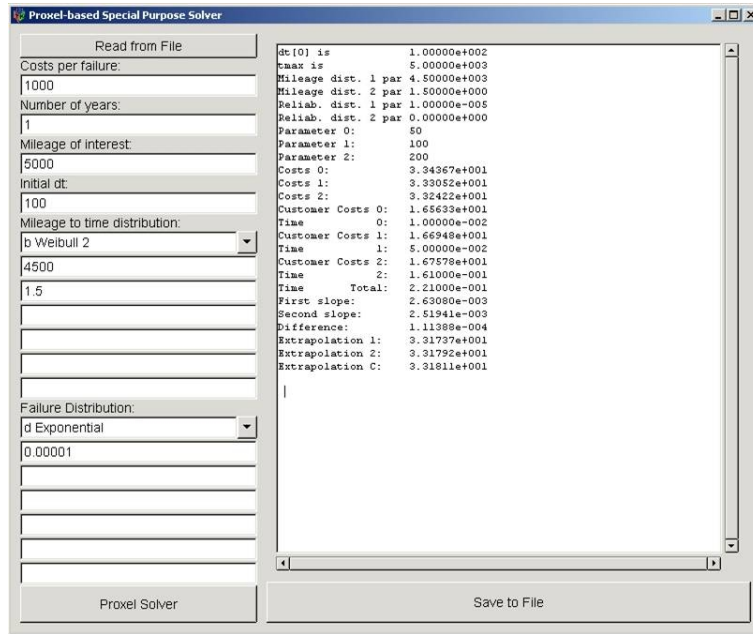 Proxel-based Special Purpose Solver
Read from File
Costs per failure:
1000
Number of years:
1
Mileage of interest:
5000
Initial dt:
100
Mileage to time distribution:
b Weibull 2
4500
1.5
Failure Distribution:
d Exponential
0.00001
Proxel Solver
dt[0] is 1.00000e+002
tmax is 5.00000e+003
Mileage dist. 1 par 4.50000e+003
Mileage dist. 2 par 1.50000e+000
Reliab. dist. 1 par 1.00000e-005
Reliab. dist. 2 par 0.00000e+000
Parameter 0: 50
Parameter 1: 100
Parameter 2: 200
Costs 0: 3.34367e+001
Costs 1: 3.33052e+001
Costs 2: 3.32422e+001
Customer Costs 0: 1.65633e+001
Time 0: 1.00000e-002
Customer Costs 1: 1.66948e+001
Time 1: 5.00000e-002
Customer Costs 2: 1.67578e+001
Time 2: 1.61000e-001
Time Total: 2.21000e-001
First slope: 2.63080e-003
Second slope: 2.51941e-003
Difference: 1.11388e-004
Extrapolation 1: 3.31737e+001
Extrapolation 2: 3.31792e+001
Extrapolation C: 3.31811e+001
Save to File